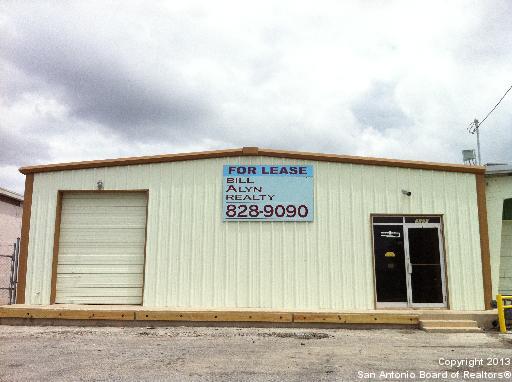 FOR LEASE
BILL
ALYN
REALTY
828-9090
Copyright 2013
San Antonio Board of Realtors®